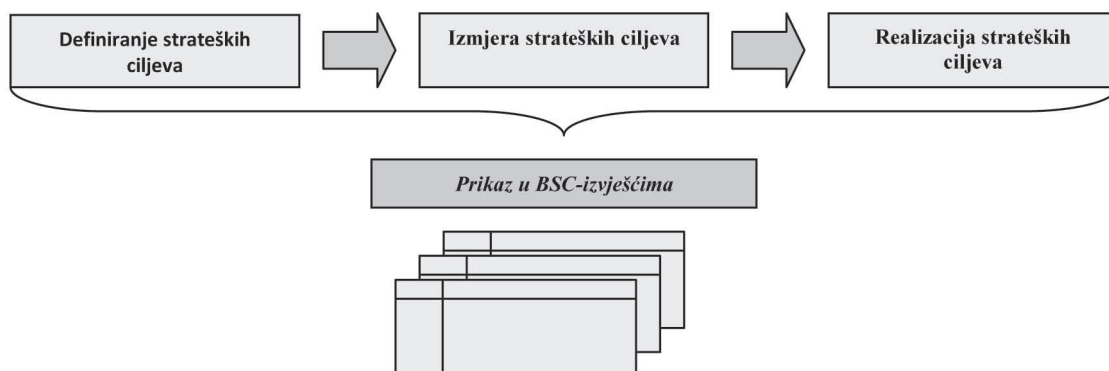 Definiranje strateških
ciljeva
Izmjera strateških ciljeva
Realizacija strateških
ciljeva
Prikaz u BSC-izvješćima